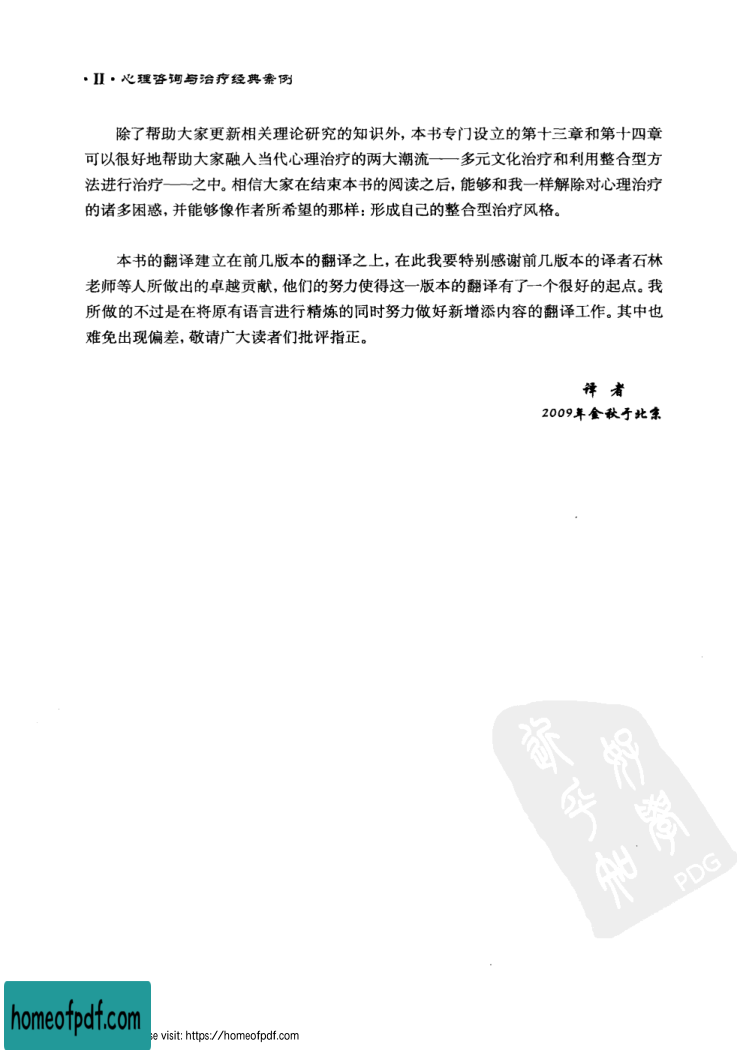 ·II·心理咨询与治疗经典案例
除了帮助大家更新相关理论研究的知识外，本书专门设立的第十三章和第十四章
可以很好地帮助大家融入当代心理治疗的两大潮流——多元文化治疗和利用整合型方
法进行治疗——之中。相信大家在结束本书的阅读之后，能够和我一样解除对心理治疗
的诸多困惑，并能够像作者所希望的那样：形成自己的整合型治疗风格。
本书的翻译建立在前几版本的翻译之上，在此我要特别感谢前几版本的译者石林
老师等人所做出的卓越贡献，他们的努力使得这一版本的翻译有了一个很好的起点。我
所做的不过是在将原有语言进行精炼的同时努力做好新增添内容的翻译工作。其中也
难免出现偏差，敬请广大读者们批评指正。
译 者
2009年金秋于北京
PDG
homeofpdf.com
se visit: https://homeofpdf.com